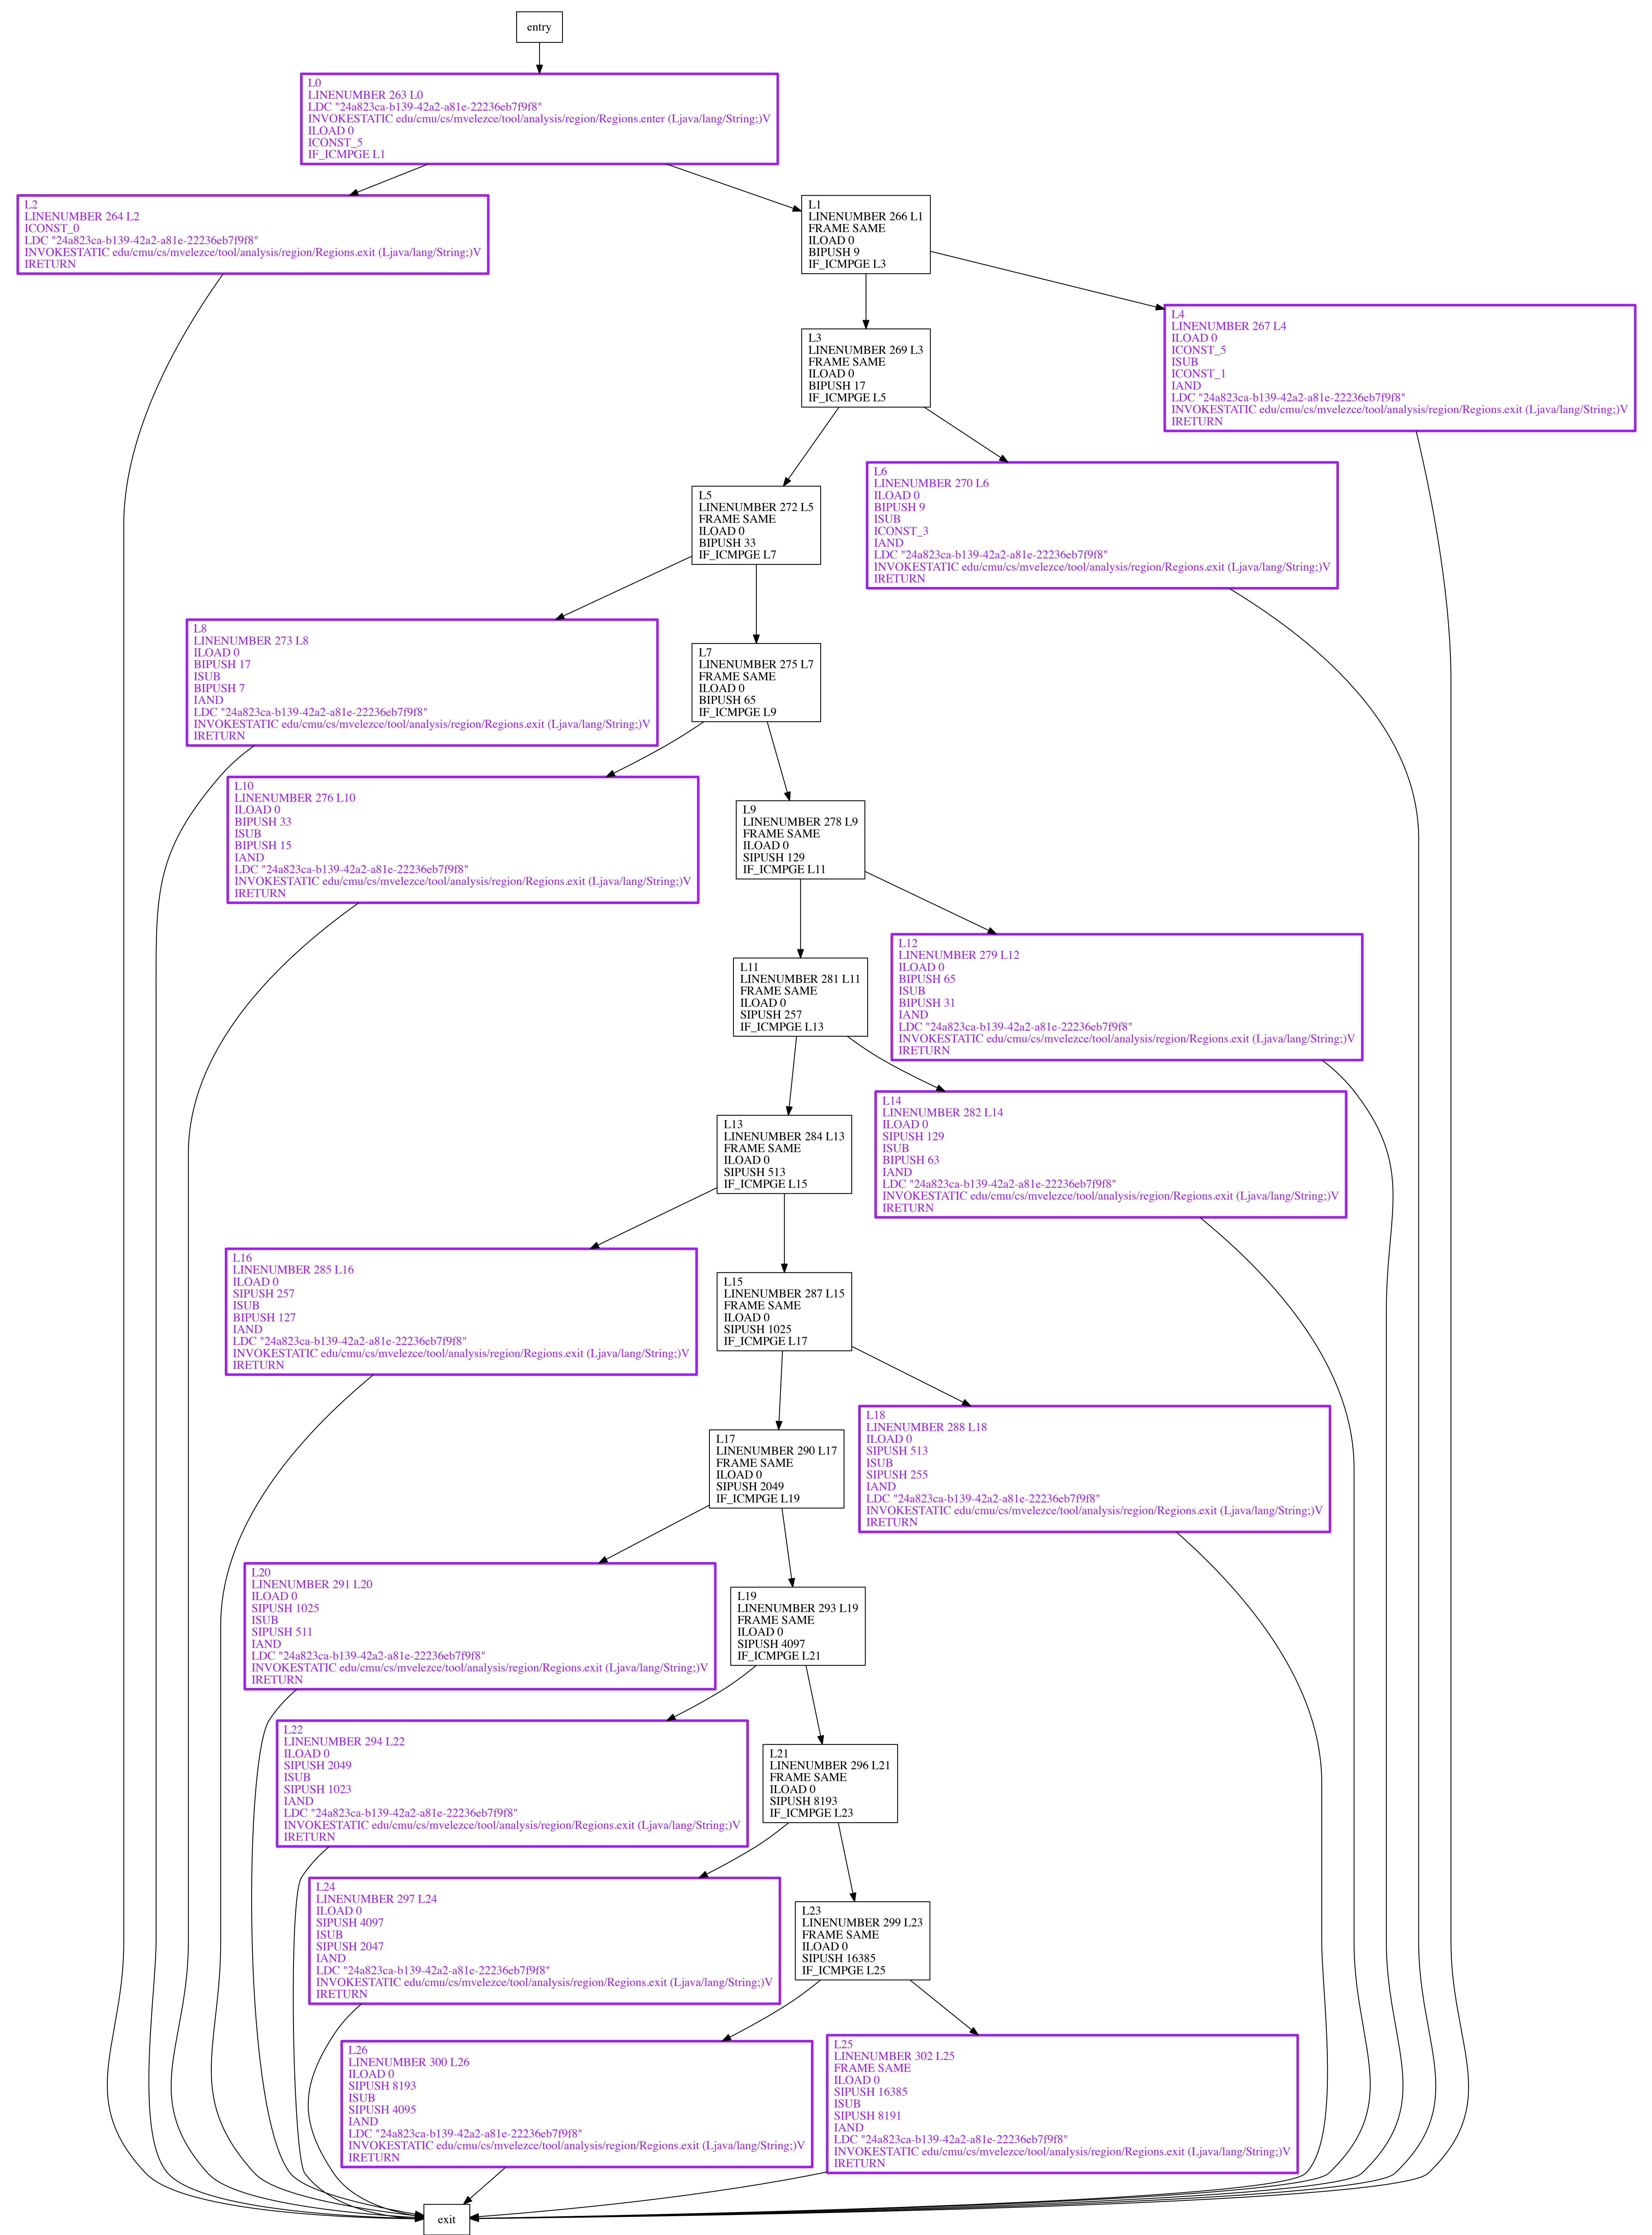 entry
L0
LINENUMBER 263 L0
LDC "24a823ca-b139-42a2-a81e-22236eb7f9f8"
INVOKESTATIC edu/cmu/cs/mvelezce/tool/analysis/region/Regions.enter (Ljava/lang/String;)V
ILOAD 0
ICONST_5
IF_ICMPGE L1
L2
LINENUMBER 264 L2
ICONST_0
LDC "24a823ca-b139-42a2-a81e-22236eb7f9f8"
INVOKESTATIC edu/cmu/cs/mvelezce/tool/analysis/region/Regions.exit (Ljava/lang/String;)V
IRETURN
L1
LINENUMBER 266 L1
FRAME SAME
ILOAD 0
BIPUSH 9
IF_ICMPGE L3
L4
LINENUMBER 267 L4
ILOAD 0
ICONST_5
ISUB
ICONST_1
IAND
LDC "24a823ca-b139-42a2-a81e-22236eb7f9f8"
INVOKESTATIC edu/cmu/cs/mvelezce/tool/analysis/region/Regions.exit (Ljava/lang/String;)V
IRETURN
L3
LINENUMBER 269 L3
FRAME SAME
ILOAD 0
BIPUSH 17
IF_ICMPGE L5
L6
LINENUMBER 270 L6
ILOAD 0
BIPUSH 9
ISUB
ICONST_3
IAND
LDC "24a823ca-b139-42a2-a81e-22236eb7f9f8"
INVOKESTATIC edu/cmu/cs/mvelezce/tool/analysis/region/Regions.exit (Ljava/lang/String;)V
IRETURN
L5
LINENUMBER 272 L5
FRAME SAME
ILOAD 0
BIPUSH 33
IF_ICMPGE L7
L8
LINENUMBER 273 L8
ILOAD 0
BIPUSH 17
ISUB
BIPUSH 7
IAND
LDC "24a823ca-b139-42a2-a81e-22236eb7f9f8"
INVOKESTATIC edu/cmu/cs/mvelezce/tool/analysis/region/Regions.exit (Ljava/lang/String;)V
IRETURN
L7
LINENUMBER 275 L7
FRAME SAME
ILOAD 0
BIPUSH 65
IF_ICMPGE L9
L10
LINENUMBER 276 L10
ILOAD 0
BIPUSH 33
ISUB
BIPUSH 15
IAND
LDC "24a823ca-b139-42a2-a81e-22236eb7f9f8"
INVOKESTATIC edu/cmu/cs/mvelezce/tool/analysis/region/Regions.exit (Ljava/lang/String;)V
IRETURN
L9
LINENUMBER 278 L9
FRAME SAME
ILOAD 0
SIPUSH 129
IF_ICMPGE L11
L12
LINENUMBER 279 L12
ILOAD 0
BIPUSH 65
ISUB
BIPUSH 31
IAND
LDC "24a823ca-b139-42a2-a81e-22236eb7f9f8"
INVOKESTATIC edu/cmu/cs/mvelezce/tool/analysis/region/Regions.exit (Ljava/lang/String;)V
IRETURN
L11
LINENUMBER 281 L11
FRAME SAME
ILOAD 0
SIPUSH 257
IF_ICMPGE L13
L14
LINENUMBER 282 L14
ILOAD 0
SIPUSH 129
ISUB
BIPUSH 63
IAND
LDC "24a823ca-b139-42a2-a81e-22236eb7f9f8"
INVOKESTATIC edu/cmu/cs/mvelezce/tool/analysis/region/Regions.exit (Ljava/lang/String;)V
IRETURN
L13
LINENUMBER 284 L13
FRAME SAME
ILOAD 0
SIPUSH 513
IF_ICMPGE L15
L16
LINENUMBER 285 L16
ILOAD 0
SIPUSH 257
ISUB
BIPUSH 127
IAND
LDC "24a823ca-b139-42a2-a81e-22236eb7f9f8"
INVOKESTATIC edu/cmu/cs/mvelezce/tool/analysis/region/Regions.exit (Ljava/lang/String;)V
IRETURN
L15
LINENUMBER 287 L15
FRAME SAME
ILOAD 0
SIPUSH 1025
IF_ICMPGE L17
L18
LINENUMBER 288 L18
ILOAD 0
SIPUSH 513
ISUB
SIPUSH 255
IAND
LDC "24a823ca-b139-42a2-a81e-22236eb7f9f8"
INVOKESTATIC edu/cmu/cs/mvelezce/tool/analysis/region/Regions.exit (Ljava/lang/String;)V
IRETURN
L17
LINENUMBER 290 L17
FRAME SAME
ILOAD 0
SIPUSH 2049
IF_ICMPGE L19
L20
LINENUMBER 291 L20
ILOAD 0
SIPUSH 1025
ISUB
SIPUSH 511
IAND
LDC "24a823ca-b139-42a2-a81e-22236eb7f9f8"
INVOKESTATIC edu/cmu/cs/mvelezce/tool/analysis/region/Regions.exit (Ljava/lang/String;)V
IRETURN
L19
LINENUMBER 293 L19
FRAME SAME
ILOAD 0
SIPUSH 4097
IF_ICMPGE L21
L22
LINENUMBER 294 L22
ILOAD 0
SIPUSH 2049
ISUB
SIPUSH 1023
IAND
LDC "24a823ca-b139-42a2-a81e-22236eb7f9f8"
INVOKESTATIC edu/cmu/cs/mvelezce/tool/analysis/region/Regions.exit (Ljava/lang/String;)V
IRETURN
L21
LINENUMBER 296 L21
FRAME SAME
ILOAD 0
SIPUSH 8193
IF_ICMPGE L23
L24
LINENUMBER 297 L24
ILOAD 0
SIPUSH 4097
ISUB
SIPUSH 2047
IAND
LDC "24a823ca-b139-42a2-a81e-22236eb7f9f8"
INVOKESTATIC edu/cmu/cs/mvelezce/tool/analysis/region/Regions.exit (Ljava/lang/String;)V
IRETURN
L23
LINENUMBER 299 L23
FRAME SAME
ILOAD 0
SIPUSH 16385
IF_ICMPGE L25
L26
LINENUMBER 300 L26
ILOAD 0
SIPUSH 8193
ISUB
SIPUSH 4095
IAND
LDC "24a823ca-b139-42a2-a81e-22236eb7f9f8"
INVOKESTATIC edu/cmu/cs/mvelezce/tool/analysis/region/Regions.exit (Ljava/lang/String;)V
IRETURN
L25
LINENUMBER 302 L25
FRAME SAME
ILOAD 0
SIPUSH 16385
ISUB
SIPUSH 8191
IAND
LDC "24a823ca-b139-42a2-a81e-22236eb7f9f8"
INVOKESTATIC edu/cmu/cs/mvelezce/tool/analysis/region/Regions.exit (Ljava/lang/String;)V
IRETURN
exit